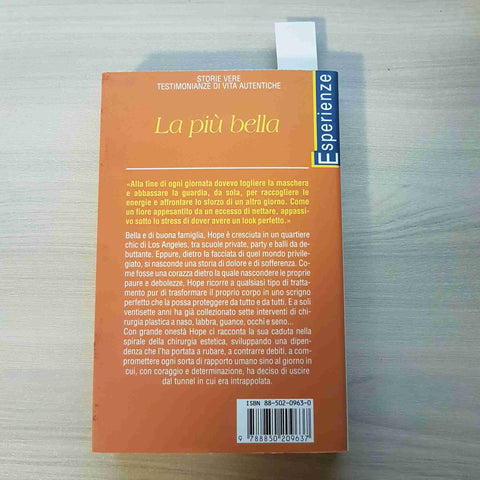 STORIE VERE
TESTIMONIANZE DI VITA AUTENTICHE
Esperienze
La più bella
«Alla fine di ogni giornata dovevo togliere la maschera
e abbassare la guardia, da sola, per raccogliere le
energie e affrontare lo sforzo di un altro giorno. Come
un fiore appesantito da un eccesso di nettare, appassi-
vo sotto lo stress di dover avere un look perfetto.»
Bella e di buona famiglia, Hope è cresciuta in un quartiere
chic di Los Angeles, tra scuole private, party e balli da de-
buttante. Eppure, dietro la facciata di quel mondo privile-
giato, si nasconde una storia di dolore e di sofferenza. Co-
me fosse una corazza dietro la quale nascondere le proprie
paure e debolezze. Hope ricorre a qualsiasi tipo di tratta-
mento pur di trasformare il proprio corpo in uno scrigno
perfetto che la possa proteggere da tutto e da tutti. E a soli
ventisette anni ha già collezionato sette interventi di chi-
rurgia plastica a naso, labbra, guance, occhi e seno...
Con grande onestà Hope ci racconta la sua caduta nella
spirale della chirurgia estetica, sviluppando una dipen-
denza che l'ha portata a rubare, a contrarre debiti, a com-
promettere ogni sorta di rapporto umano sino al giorno in
cui, con coraggio e determinazione, ha deciso di uscire
dal tunnel in cui era intrappolata.
ISBN 88-502-0963-0
9 788850 209637